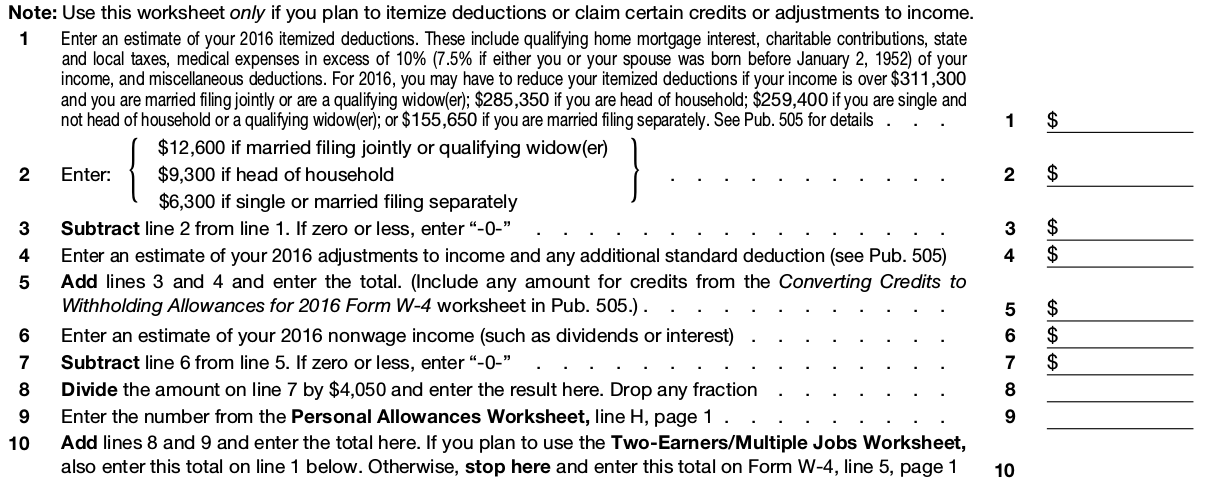 Note: Use this worksheet only if you plan to itemize deductions or claim certain credits or adjustments to income.
1 Enter an estimate of your 2016 itemized deductions. These include qualifying home mortgage interest, charitable contributions, state
and local taxes, medical expenses in excess of 10% (7.5% if either you or your spouse was born before January 2, 1952) of your
income, and miscellaneous deductions. For 2016, you may have to reduce your itemized deductions if your income is over $311,300
and you are married filing jointly or are a qualifying widow(er); $285,350 if you are head of household; $259,400 if you are single and
not head of household or a qualifying widow(er); or $155,650 if you are married filing separately. See Pub. 505 for details . . . 1 $
$12,600 if married filing jointly or qualifying widow(er)
2 Enter: { $9,300 if head of household } . . . . . . . . . . . 2 $
$6,300 if single or married filing separately
3 Subtract line 2 from line 1. If zero or less, enter “-0-” . . . . . . . . . . . . . . . . 3 $
4 Enter an estimate of your 2016 adjustments to income and any additional standard deduction (see Pub. 505) 4 $
5 Add lines 3 and 4 and enter the total. (Include any amount for credits from the Converting Credits to
Withholding Allowances for 2016 Form W-4 worksheet in Pub. 505.) . . . . . . . . . . . . 5 $
6 Enter an estimate of your 2016 nonwage income (such as dividends or interest) . . . . . . . . 6 $
7 Subtract line 6 from line 5. If zero or less, enter “-0-” . . . . . . . . . . . . . . . . 7 $
8 Divide the amount on line 7 by $4,050 and enter the result here. Drop any fraction . . . . . . . 8
9 Enter the number from the Personal Allowances Worksheet, line H, page 1 . . . . . . . . . 9
10 Add lines 8 and 9 and enter the total here. If you plan to use the Two-Earners/Multiple Jobs Worksheet,
also enter this total on line 1 below. Otherwise, stop here and enter this total on Form W-4, line 5, page 1 10